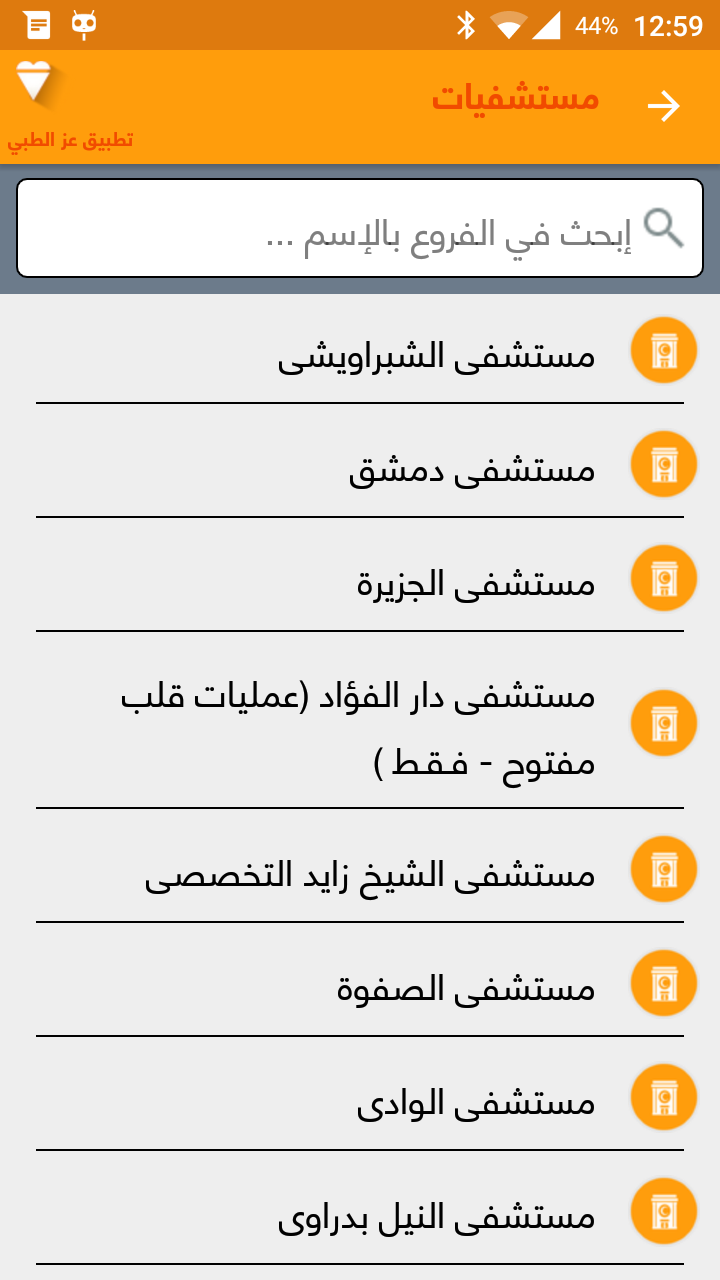 44% 12:59
مستشفيات
تطبيق عز الطبي
إبحث في الفروع بالإسم ...
مستشفى الشبراويشى
مستشفى دمشق
مستشفى الجزيرة
مستشفى دار الفؤاد (عمليات قلب
مفتوح - فـقـط )
مستشفى الشيخ زايد التخصصى
مستشفى الصفوة
مستشفى الوادى
مستشفى النيل بدراوى